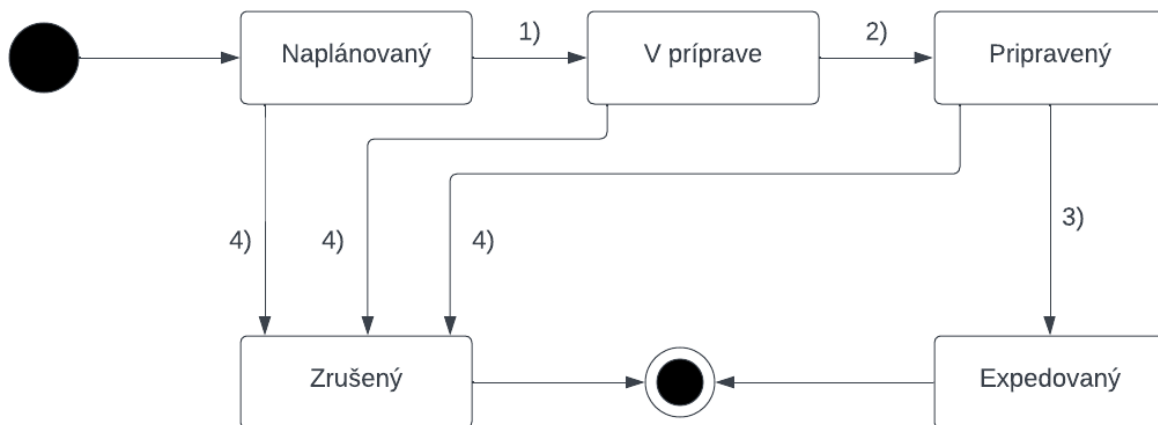 Naplánovaný
1)
V príprave
2)
Pripravený
4)
4)
4)
3)
Zrušený
Expedovaný